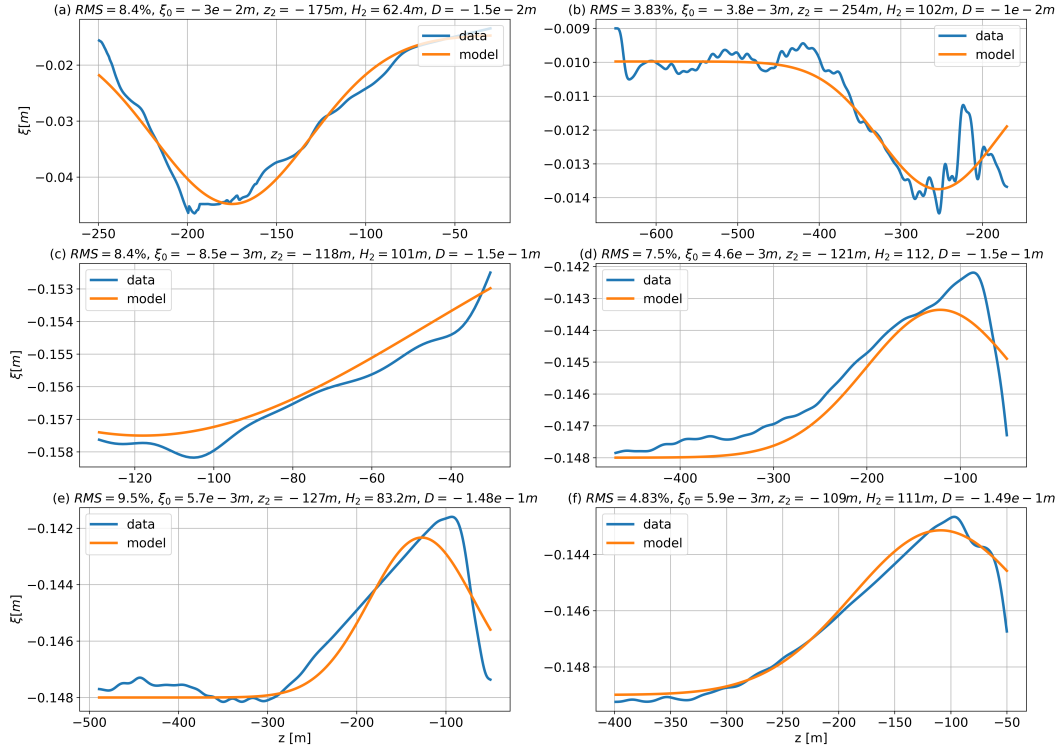 (a) RMS = 8.4%, ξ₀ = −3e−2m, z₂ = −175m, H₂ = 62.4m, D = −1.5e−2m
data
model
−0.02
−0.03
−0.04
ξ[m]
−250 −200 −150 −100 −50
(b) RMS = 3.83%, ξ₀ = −3.8e−3m, z₂ = −254m, H₂ = 102m, D = −1e−2m
data
model
−0.009
−0.010
−0.011
−0.012
−0.013
−0.014
−600 −500 −400 −300 −200
(c) RMS = 8.4%, ξ₀ = −8.5e−3m, z₂ = −118m, H₂ = 101m, D = −1.5e−1m
data
model
−0.153
−0.154
−0.155
−0.156
−0.157
−0.158
ξ[m]
−120 −100 −80 −60 −40
(d) RMS = 7.5%, ξ₀ = 4.6e−3m, z₂ = −121m, H₂ = 112, D = −1.5e−1m
data
model
−0.142
−0.143
−0.144
−0.145
−0.146
−0.147
−0.148
−400 −300 −200 −100
(e) RMS = 9.5%, ξ₀ = 5.7e−3m, z₂ = −127m, H₂ = 83.2m, D = −1.48e−1m
data
model
−0.142
−0.144
−0.146
−0.148
ξ[m]
−500 −400 −300 −200 −100
z [m]
(f) RMS = 4.83%, ξ₀ = 5.9e−3m, z₂ = −109m, H₂ = 111m, D = −1.49e−1m
data
model
−0.144
−0.146
−0.148
−400 −350 −300 −250 −200 −150 −100 −50
z [m]